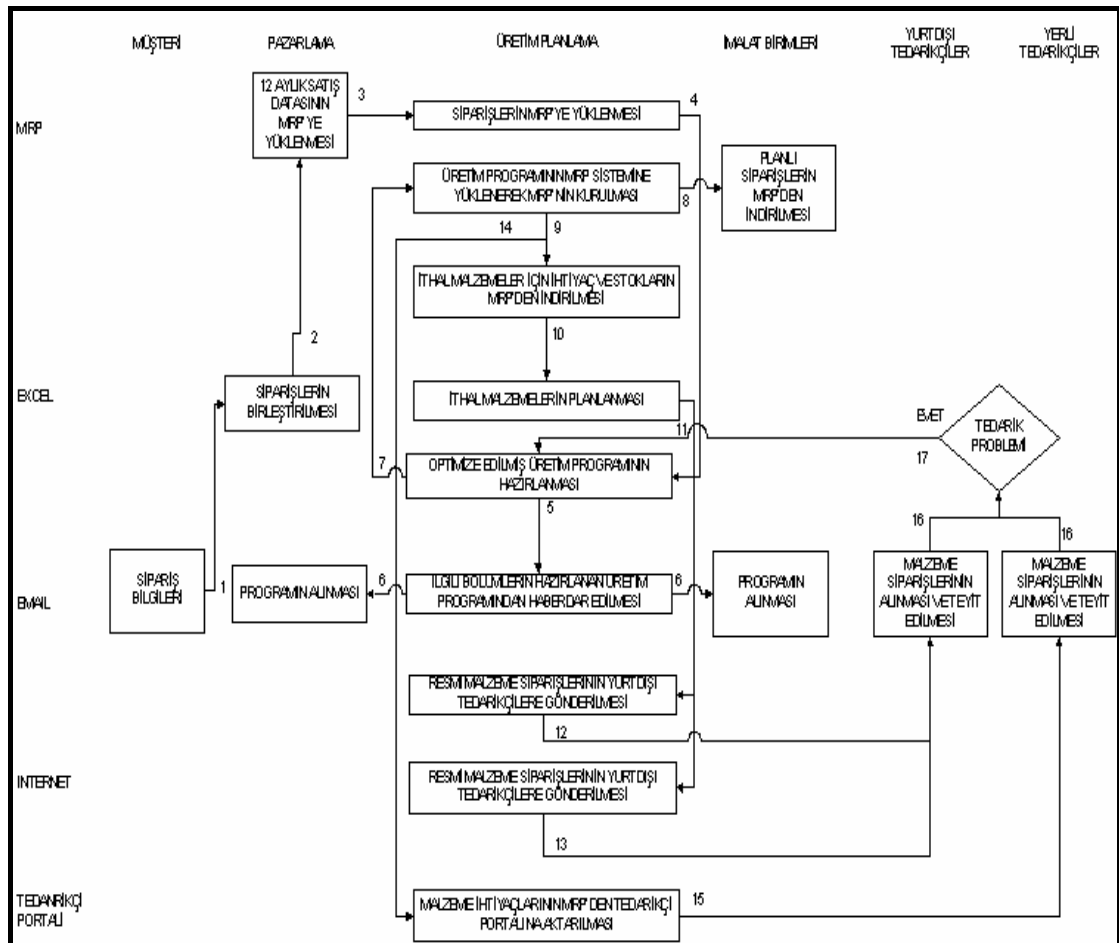 MÜŞTERİ
PAZARLAMA
ÜRETİM PLANLAMA
İMALAT BİRİMLERİ
YURTDIŞI
TEDARİKÇİLER
YERLİ
TEDARİKÇİLER
MRP
12 AYLIK SATIŞ
DATASININ
MRP' YE
YÜKLENMESİ
3
SİPARİŞLERİN MRP' YE YÜKLENMESİ
4
ÜRETİM PROGRAMININ MRP SİSTEMİNE
YÜKLENEREK MRP' NİN KURULMASI
8
PLANLI
SİPARİŞLERİN
MRP'DEN
İNDİRİLMESİ
14
9
İTHAL MALZEMELER İÇİN İHTİYAÇ VE STOKLARIN
MRP'DEN İNDİRİLMESİ
10
2
EXCEL
SİPARİŞLERİN
BİRLEŞTİRİLMESİ
İTHAL MALZEMELERİN PLANLANMASI
11
EVET
TEDARİK
PROBLEMİ
17
7
OPTİMİZE EDİLMİŞ ÜRETİM PROGRAMININ
HAZIRLANMASI
5
16
16
EMAIL
SİPARİŞ
BİLGİLERİ
1
PROGRAMIN ALINMASI
6
İLGİLİ BÖLÜMLERİN HAZIRLANAN ÜRETİM
PROGRAMINDAN HABERDAR EDİLMESİ
6
PROGRAMIN
ALINMASI
MALZEME
SİPARİŞLERİNİN
ALINMASI VE TEYİT
EDİLMESİ
MALZEME
SİPARİŞLERİNİN
ALINMASI VE TEYİT
EDİLMESİ
RESMİ MALZEME SİPARİŞLERİNİN YURT DIŞI
TEDARİKÇİLERE GÖNDERİLMESİ
12
INTERNET
RESMİ MALZEME SİPARİŞLERİNİN YURT DIŞI
TEDARİKÇİLERE GÖNDERİLMESİ
13
TEDANRİKÇİ
PORTALİ
MALZEME İHTİYAÇLARININ MRP' DEN TEDARİKÇİ
PORTALINA AKTARILMASI
15